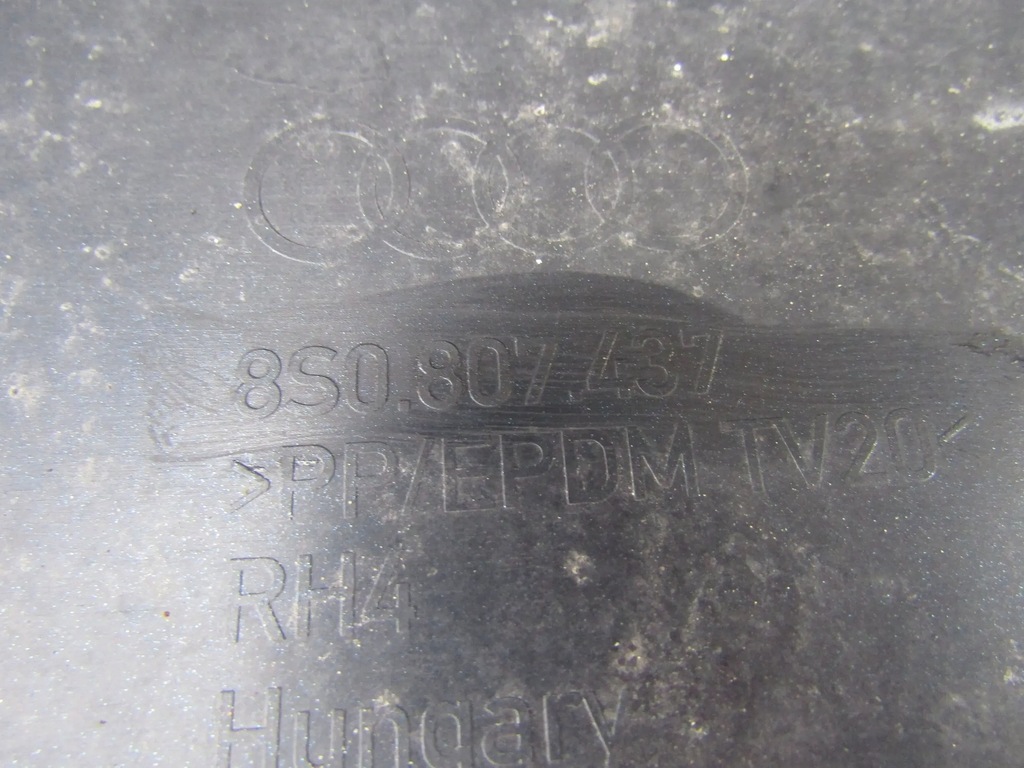 8S0.807.437
>PP/EPDM TV20<
RH4
Hungary